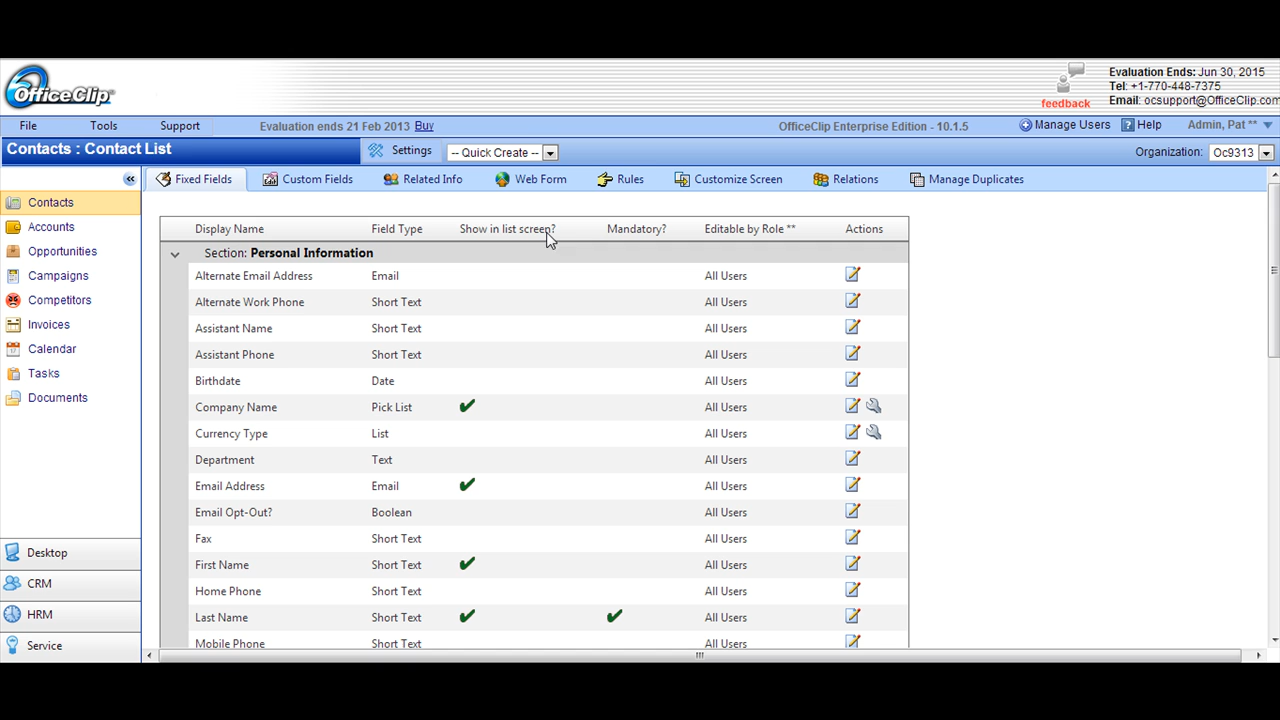 OfficeClip
feedback
Evaluation Ends: Jun 30, 2015
Tel: +1-770-448-7375
Email: ocsupport@OfficeClip.com
File Tools Support Evaluation ends 21 Feb 2013 Buy OfficeClip Enterprise Edition - 10.1.5 Manage Users Help Admin, Pat **
Contacts : Contact List Settings -- Quick Create -- Organization: Oc9313
« Fixed Fields Custom Fields Related Info Web Form Rules Customize Screen Relations Manage Duplicates
Contacts
Accounts
Opportunities
Campaigns
Competitors
Invoices
Calendar
Tasks
Documents
Desktop
CRM
HRM
Service
Display Name Field Type Show in list screen? Mandatory? Editable by Role ** Actions
Section: Personal Information
Alternate Email Address Email All Users
Alternate Work Phone Short Text All Users
Assistant Name Short Text All Users
Assistant Phone Short Text All Users
Birthdate Date All Users
Company Name Pick List ✔ All Users
Currency Type List All Users
Department Text All Users
Email Address Email ✔ All Users
Email Opt-Out? Boolean All Users
Fax Short Text All Users
First Name Short Text ✔ All Users
Home Phone Short Text All Users
Last Name Short Text ✔ ✔ All Users
Mobile Phone Short Text All Users